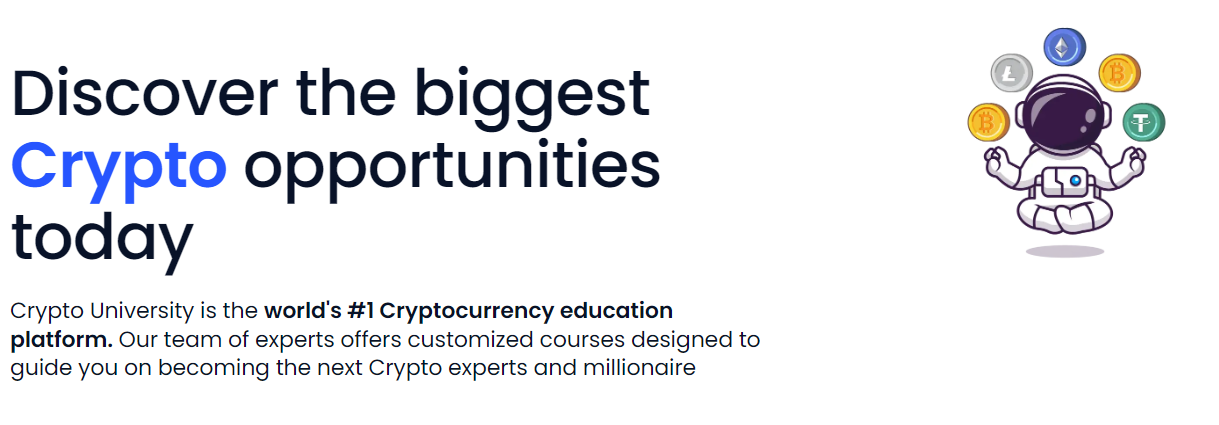 Discover the biggest
Crypto opportunities
today
Crypto University is the world's #1 Cryptocurrency education
platform. Our team of experts offers customized courses designed to
guide you on becoming the next Crypto experts and millionaire